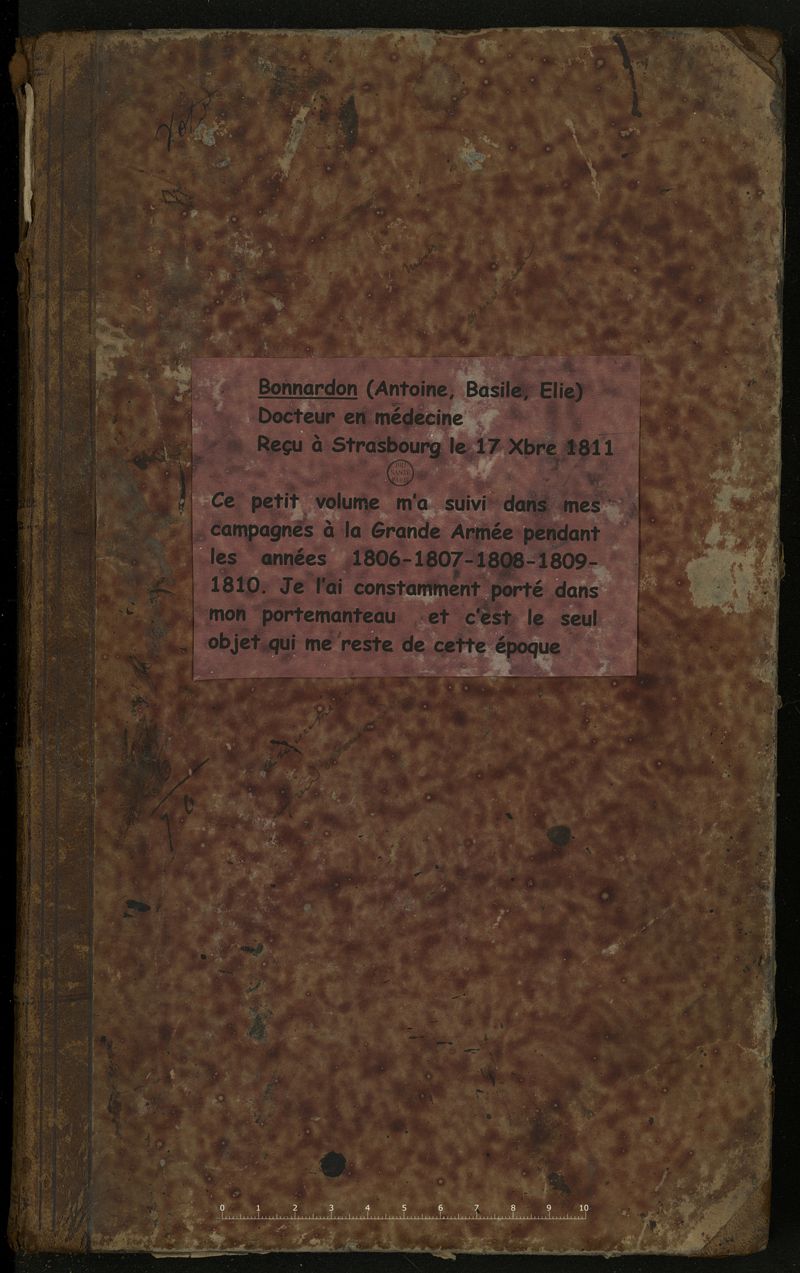 Bonnardon (Antoine, Basile, Elie)
Docteur en médecine
Reçu à Strasbourg le 17 Xbre 1811
Ce petit volume m'a suivi dans mes
campagnes à la Grande Armée pendant
les années 1806-1807-1808-1809-
1810. Je l'ai constamment porté dans
mon portemanteau et c'est le seul
objet qui me reste de cette époque
0 1 2 3 4 5 6 7 8 9 10